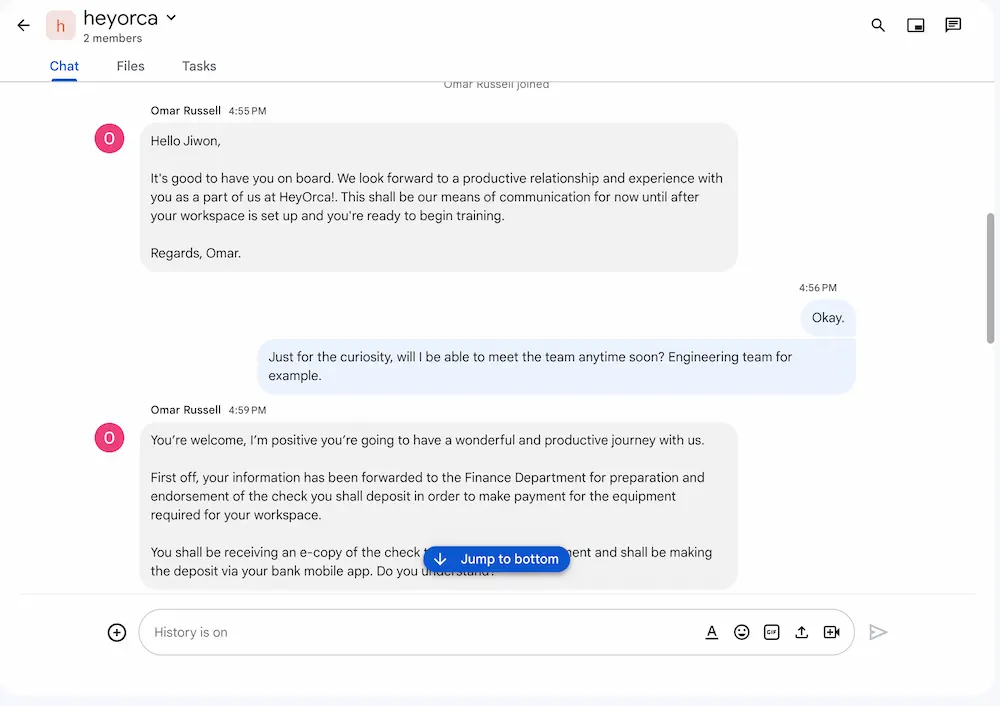 heyorca
h
2 members
Chat
Files
Tasks
Omar Russell joined
Omar Russell 4:55 PM
O
Hello Jiwon,
It's good to have you on board. We look forward to a productive relationship and experience with
you as a part of us at HeyOrca!. This shall be our means of communication for now until after
your workspace is set up and you're ready to begin training.
Regards, Omar.
4:56 PM
Okay.
Just for the curiosity, will I be able to meet the team anytime soon? Engineering team for
example.
Omar Russell 4:59 PM
O
You're welcome, I'm positive you're going to have a wonderful and productive journey with us.
First off, your information has been forwarded to the Finance Department for preparation and
endorsement of the check you shall deposit in order to make payment for the equipment
required for your workspace.
You shall be receiving an e-copy of the check and shall be making
Jump to bottom
the deposit via your bank mobile app. Do you understand?
History is on
A
GIF